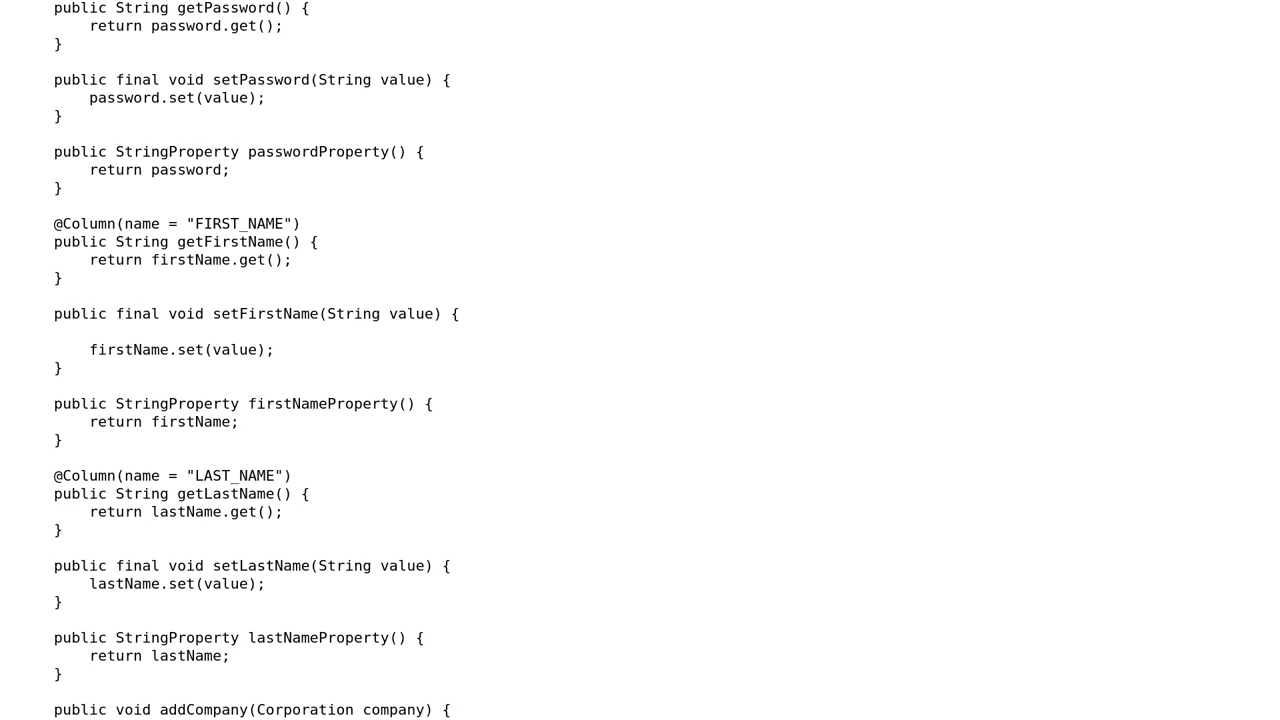 public String getPassword() {
return password.get();
}
public final void setPassword(String value) {
password.set(value);
}
public StringProperty passwordProperty() {
return password;
}
@Column(name = "FIRST_NAME")
public String getFirstName() {
return firstName.get();
}
public final void setFirstName(String value) {
firstName.set(value);
}
public StringProperty firstNameProperty() {
return firstName;
}
@Column(name = "LAST_NAME")
public String getLastName() {
return lastName.get();
}
public final void setLastName(String value) {
lastName.set(value);
}
public StringProperty lastNameProperty() {
return lastName;
}
public void addCompany(Corporation company) {